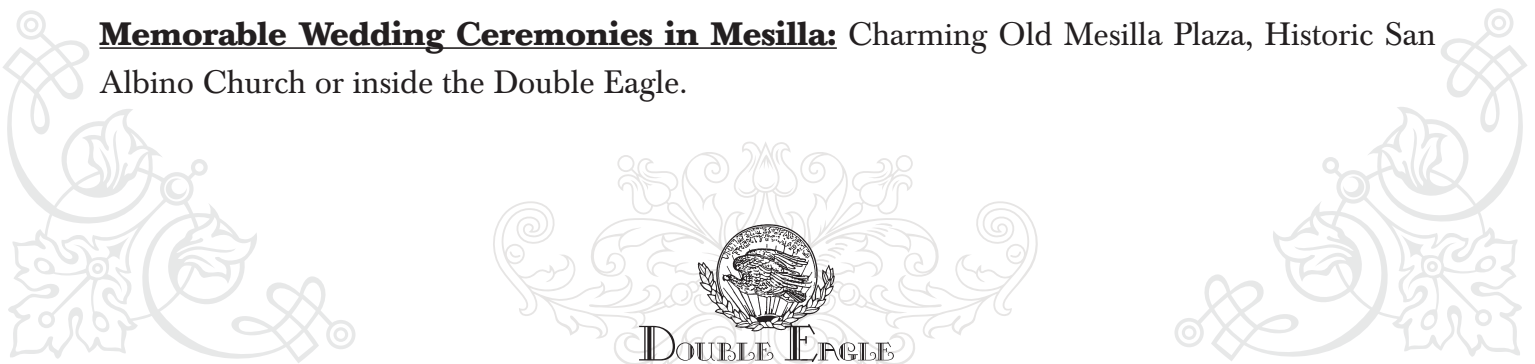 Memorable Wedding Ceremonies in Mesilla: Charming Old Mesilla Plaza, Historic San
Albino Church or inside the Double Eagle.
DOUBLE EAGLE